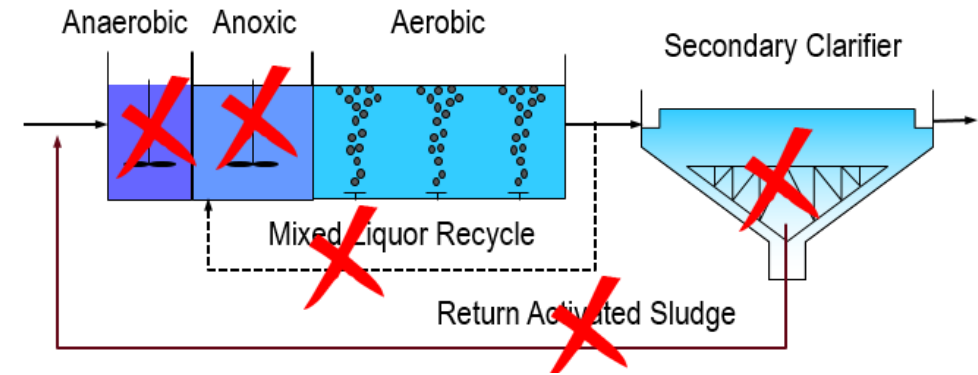 Anaerobic
Anoxic
Aerobic
Secondary Clarifier
Mixed Liquor Recycle
Return Activated Sludge